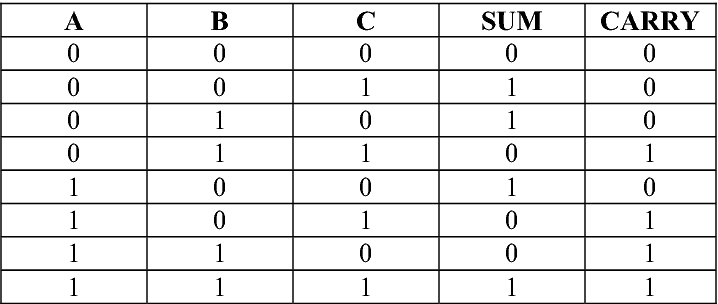 A B C SUM CARRY
0 0 0 0 0
0 0 1 1 0
0 1 0 1 0
0 1 1 0 1
1 0 0 1 0
1 0 1 0 1
1 1 0 0 1
1 1 1 1 1